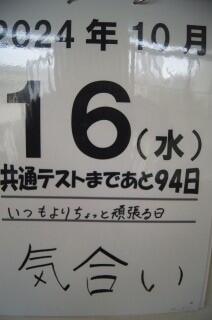 2024年10月
16(水)
共通テストまであと94日
いつもよりちょっと頑張る日
気合い